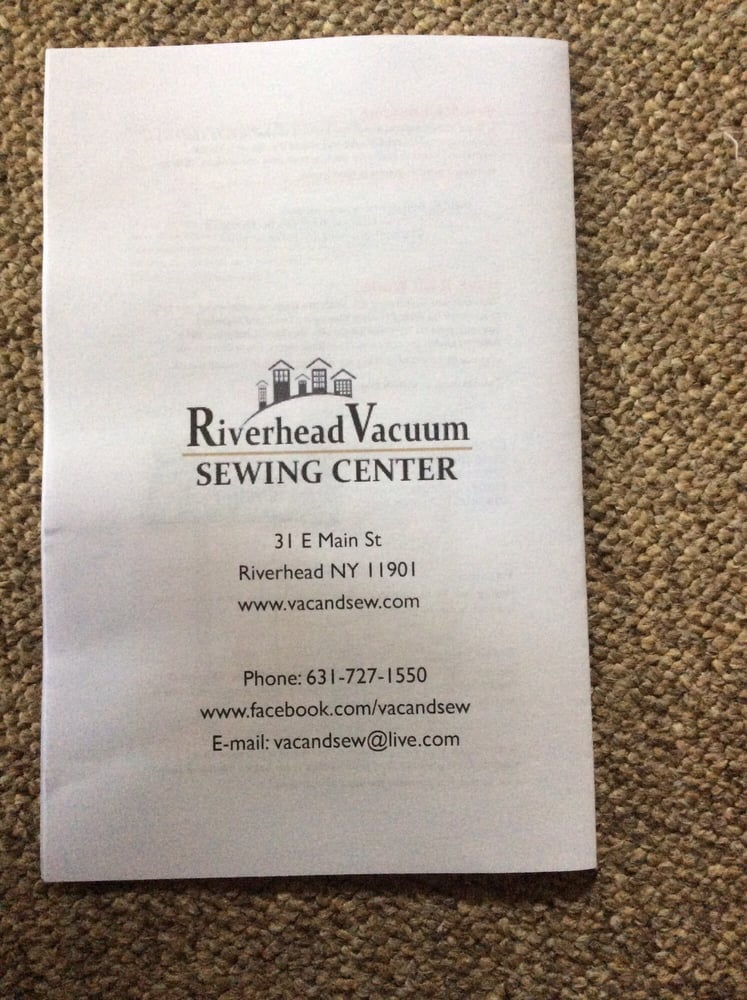 Riverhead Vacuum
SEWING CENTER
31 E Main St
Riverhead NY 11901
www.vacandsew.com
Phone: 631-727-1550
www.facebook.com/vacandsew
E-mail: vacandsew@live.com